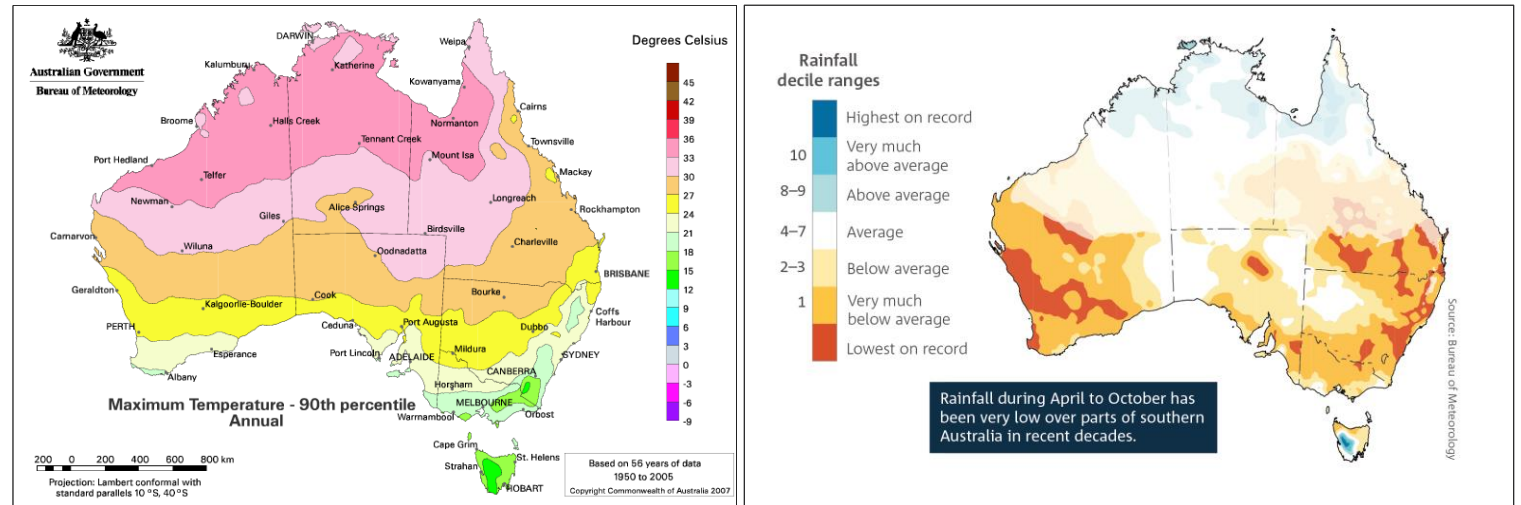 Australian Government
Bureau of Meteorology
DARWIN
Weipa
Kalumburu
Katherine
Kowanyama
Cairns
Broome
Halls Creek
Normanton
Tennant Creek
Townsville
Port Hedland
Mount Isa
Telfer
Mackay
Newman
Longreach
Alice Springs
Rockhampton
Giles
Carnarvon
Birdsville
Wiluna
Charleville
Oodnadatta
BRISBANE
Geraldton
Cook
Bourke
Kalgoorlie-Boulder
Coffs
Harbour
PERTH
Ceduna
Port Augusta
Dubbo
Esperance
Port Lincoln
ADELAIDE
Mildura
SYDNEY
Albany
CANBERRA
Horsham
MELBOURNE
Warrnambool
Orbost
Cape Grim
St. Helens
Strahan
HOBART
Degrees Celsius
45
42
39
36
33
30
27
24
21
18
15
12
9
6
3
0
-3
-6
-9
Maximum Temperature - 90th percentile
Annual
200 0 200 400 600 800 km
Projection: Lambert conformal with
standard parallels 10 °S, 40 °S
Based on 56 years of data
1950 to 2005
Copyright Commonwealth of Australia 2007
Rainfall
decile ranges
Highest on record
10 Very much
above average
8–9 Above average
4–7 Average
2–3 Below average
1 Very much
below average
Lowest on record
Rainfall during April to October has
been very low over parts of southern
Australia in recent decades.
Source: Bureau of Meteorology